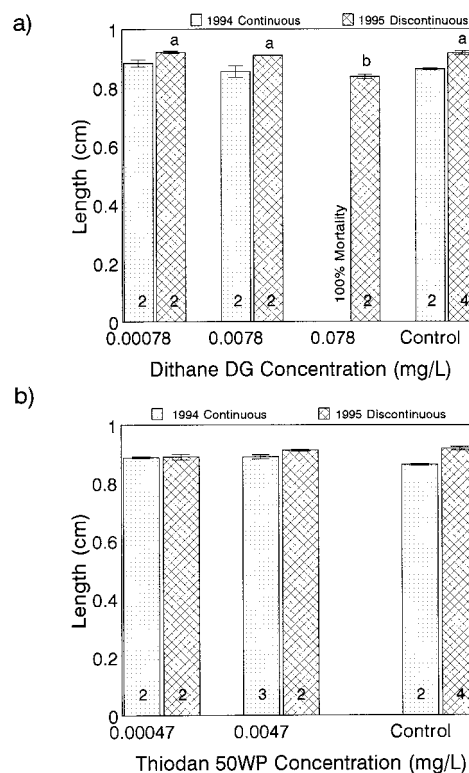 a)
1994 Continuous 1995 Discontinuous
Length (cm)
1
0.8
0.6
0.4
0.2
0
a
a
b
a
100% Mortality
2 2 2 2 2 2 4
0.00078 0.0078 0.078 Control
Dithane DG Concentration (mg/L)
b)
1994 Continuous 1995 Discontinuous
Length (cm)
1
0.8
0.6
0.4
0.2
0
2 2 3 2 2 4
0.00047 0.0047 Control
Thiodan 50WP Concentration (mg/L)